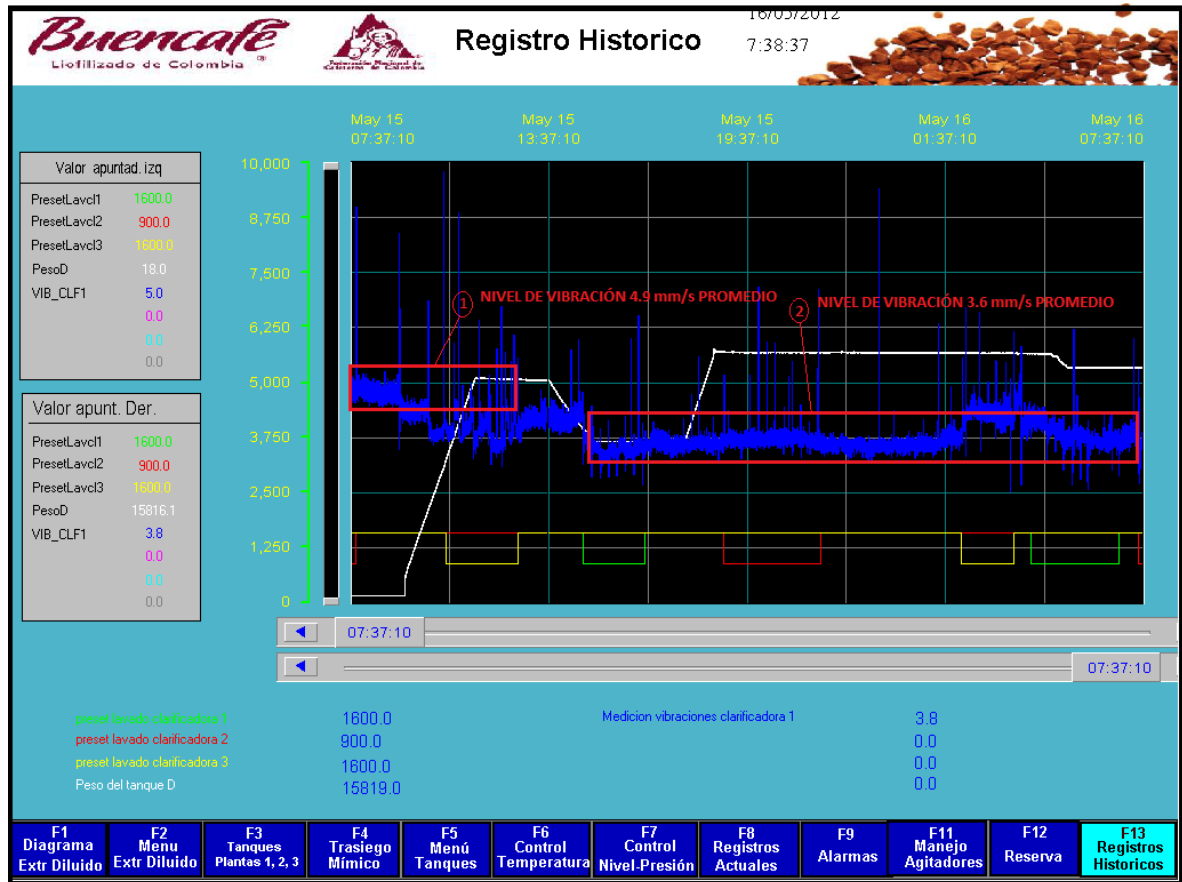 Buencafé
Liofilizado de Colombia ®
Federación Nacional de
Cafeteros de Colombia
Registro Historico
16/05/2012
7:38:37
May 15
07:37:10
May 15
13:37:10
May 15
19:37:10
May 16
01:37:10
May 16
07:37:10
Valor apuntad. izq
PresetLavcl1 1600.0
PresetLavcl2 900.0
PresetLavcl3 1600.0
PesoD 18.0
VIB_CLF1 5.0
0.0
0.0
0.0
Valor apunt. Der.
PresetLavcl1 1600.0
PresetLavcl2 900.0
PresetLavcl3 1600.0
PesoD 15816.1
VIB_CLF1 3.8
0.0
0.0
0.0
10,000
8,750
7,500
6,250
5,000
3,750
2,500
1,250
0
1 NIVEL DE VIBRACIÓN 4.9 mm/s PROMEDIO
2 NIVEL DE VIBRACIÓN 3.6 mm/s PROMEDIO
07:37:10
07:37:10
preset lavado clarificadora 1 1600.0
preset lavado clarificadora 2 900.0
preset lavado clarificadora 3 1600.0
Peso del tanque D 15819.0
Medicion vibraciones clarificadora 1 3.8
0.0
0.0
0.0
F1
Diagrama
Extr Diluido
F2
Menu
Extr Diluido
F3
Tanques
Plantas 1, 2, 3
F4
Trasiego
Mímico
F5
Menú
Tanques
F6
Control
Temperatura
F7
Control
Nivel-Presión
F8
Registros
Actuales
F9
Alarmas
F11
Manejo
Agitadores
F12
Reserva
F13
Registros
Historicos